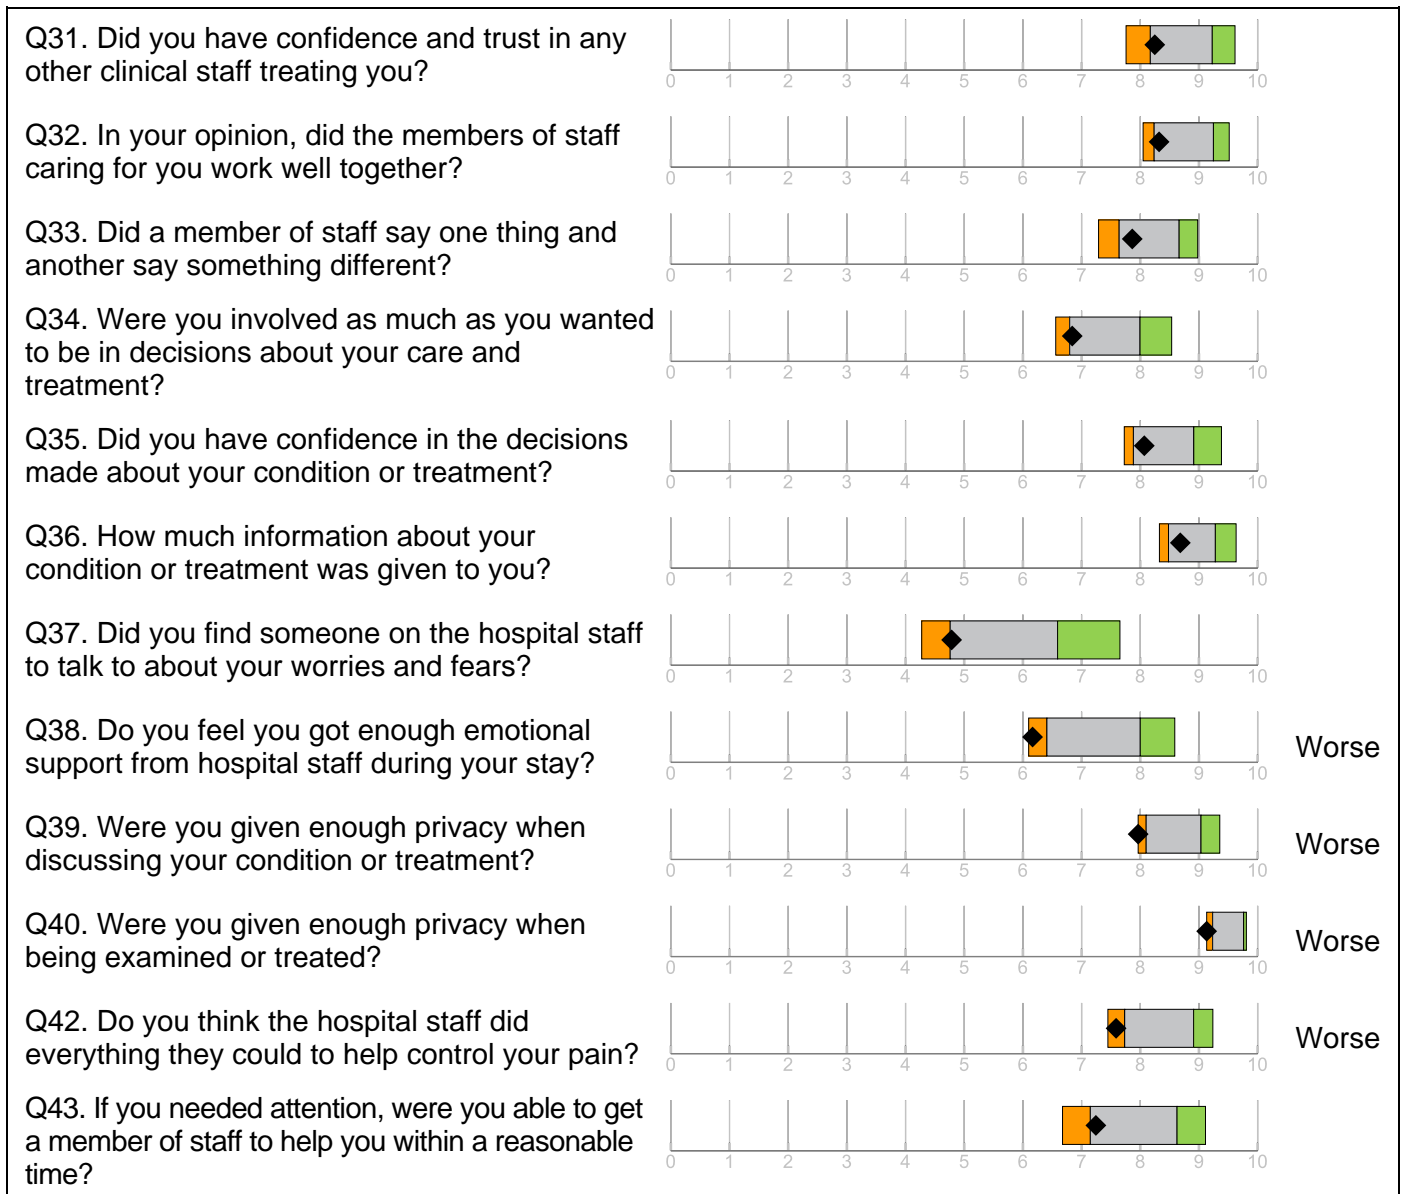 Q31. Did you have confidence and trust in any
other clinical staff treating you?
0 1 2 3 4 5 6 7 8 9 10
Q32. In your opinion, did the members of staff
caring for you work well together?
0 1 2 3 4 5 6 7 8 9 10
Q33. Did a member of staff say one thing and
another say something different?
0 1 2 3 4 5 6 7 8 9 10
Q34. Were you involved as much as you wanted
to be in decisions about your care and
treatment?
0 1 2 3 4 5 6 7 8 9 10
Q35. Did you have confidence in the decisions
made about your condition or treatment?
0 1 2 3 4 5 6 7 8 9 10
Q36. How much information about your
condition or treatment was given to you?
0 1 2 3 4 5 6 7 8 9 10
Q37. Did you find someone on the hospital staff
to talk to about your worries and fears?
0 1 2 3 4 5 6 7 8 9 10
Q38. Do you feel you got enough emotional
support from hospital staff during your stay?
Worse
0 1 2 3 4 5 6 7 8 9 10
Q39. Were you given enough privacy when
discussing your condition or treatment?
Worse
0 1 2 3 4 5 6 7 8 9 10
Q40. Were you given enough privacy when
being examined or treated?
Worse
0 1 2 3 4 5 6 7 8 9 10
Q42. Do you think the hospital staff did
everything they could to help control your pain?
Worse
0 1 2 3 4 5 6 7 8 9 10
Q43. If you needed attention, were you able to get
a member of staff to help you within a reasonable
time?
0 1 2 3 4 5 6 7 8 9 10